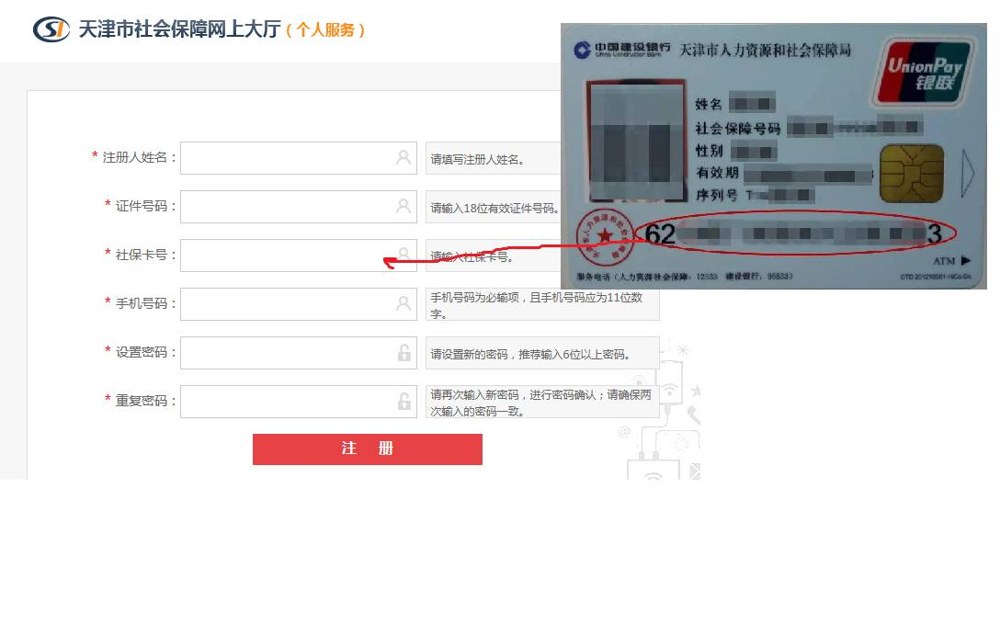 天津市社会保障网上大厅（个人服务）
* 注册人姓名：
请填写注册人姓名。
* 证件号码：
请输入18位有效证件号码。
* 社保卡号：
请输入社保卡号。
* 手机号码：
手机号码为必输项，且手机号码应为11位数
字。
* 设置密码：
请设置新的密码，推荐输入6位以上密码。
* 重复密码：
请再次输入新密码，进行密码确认；请确保两
次输入的密码一致。
注 册
中国建设银行
China Construction Bank
天津市人力资源和社会保障局
UnionPay
银联
姓名
社会保障号码
性别
有效期
序列号 T
62 3
ATM
服务电话（人力资源社会保障：12333 建设银行：95533）